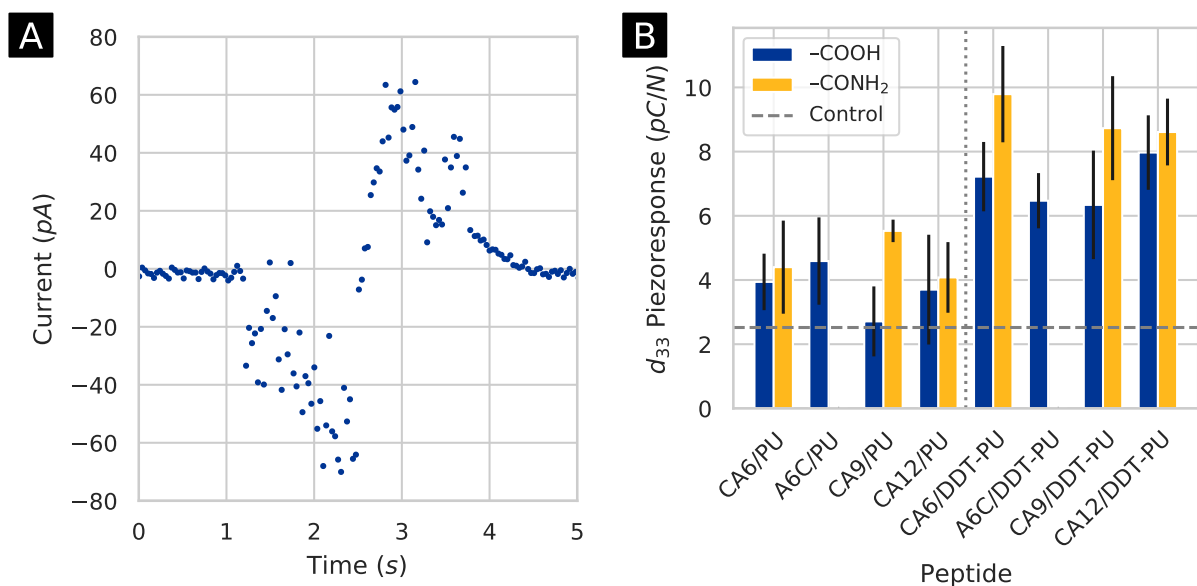 A
80
60
40
20
0
−20
−40
−60
−80
Current (pA)
0 1 2 3 4 5
Time (s)
B
–COOH
–CONH₂
Control
10
8
6
4
2
0
d₃₃ Piezoresponse (pC/N)
CA6/PU
A6C/PU
CA9/PU
CA12/PU
CA6/DDT-PU
A6C/DDT-PU
CA9/DDT-PU
CA12/DDT-PU
Peptide